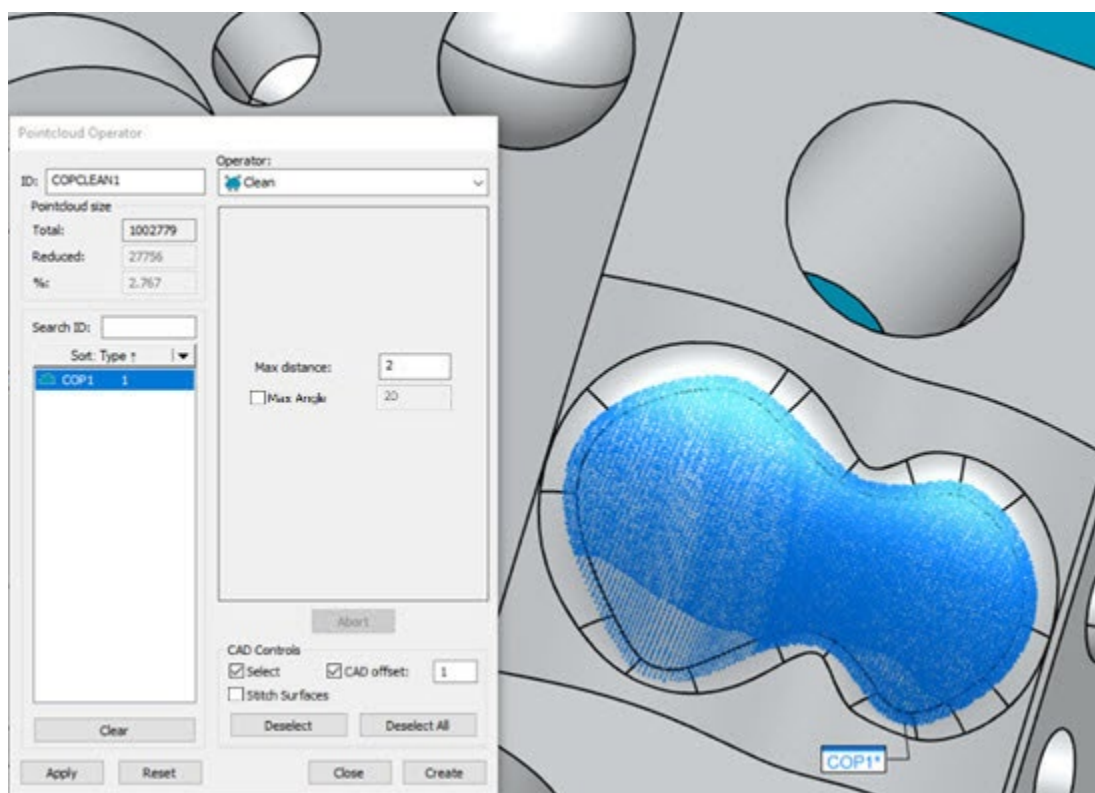 Pointcloud Operator
ID: COPCLEAN1
Operator:
Clean
Pointcloud size
Total: 1002779
Reduced: 27756
%: 2.767
Search ID:
Sort: Type ↑
COP1 1
Max distance: 2
Max Angle 20
Abort
CAD Controls
Select CAD offset: 1
Stitch Surfaces
Deselect Deselect All
Clear
Apply Reset Close Create
COP1*